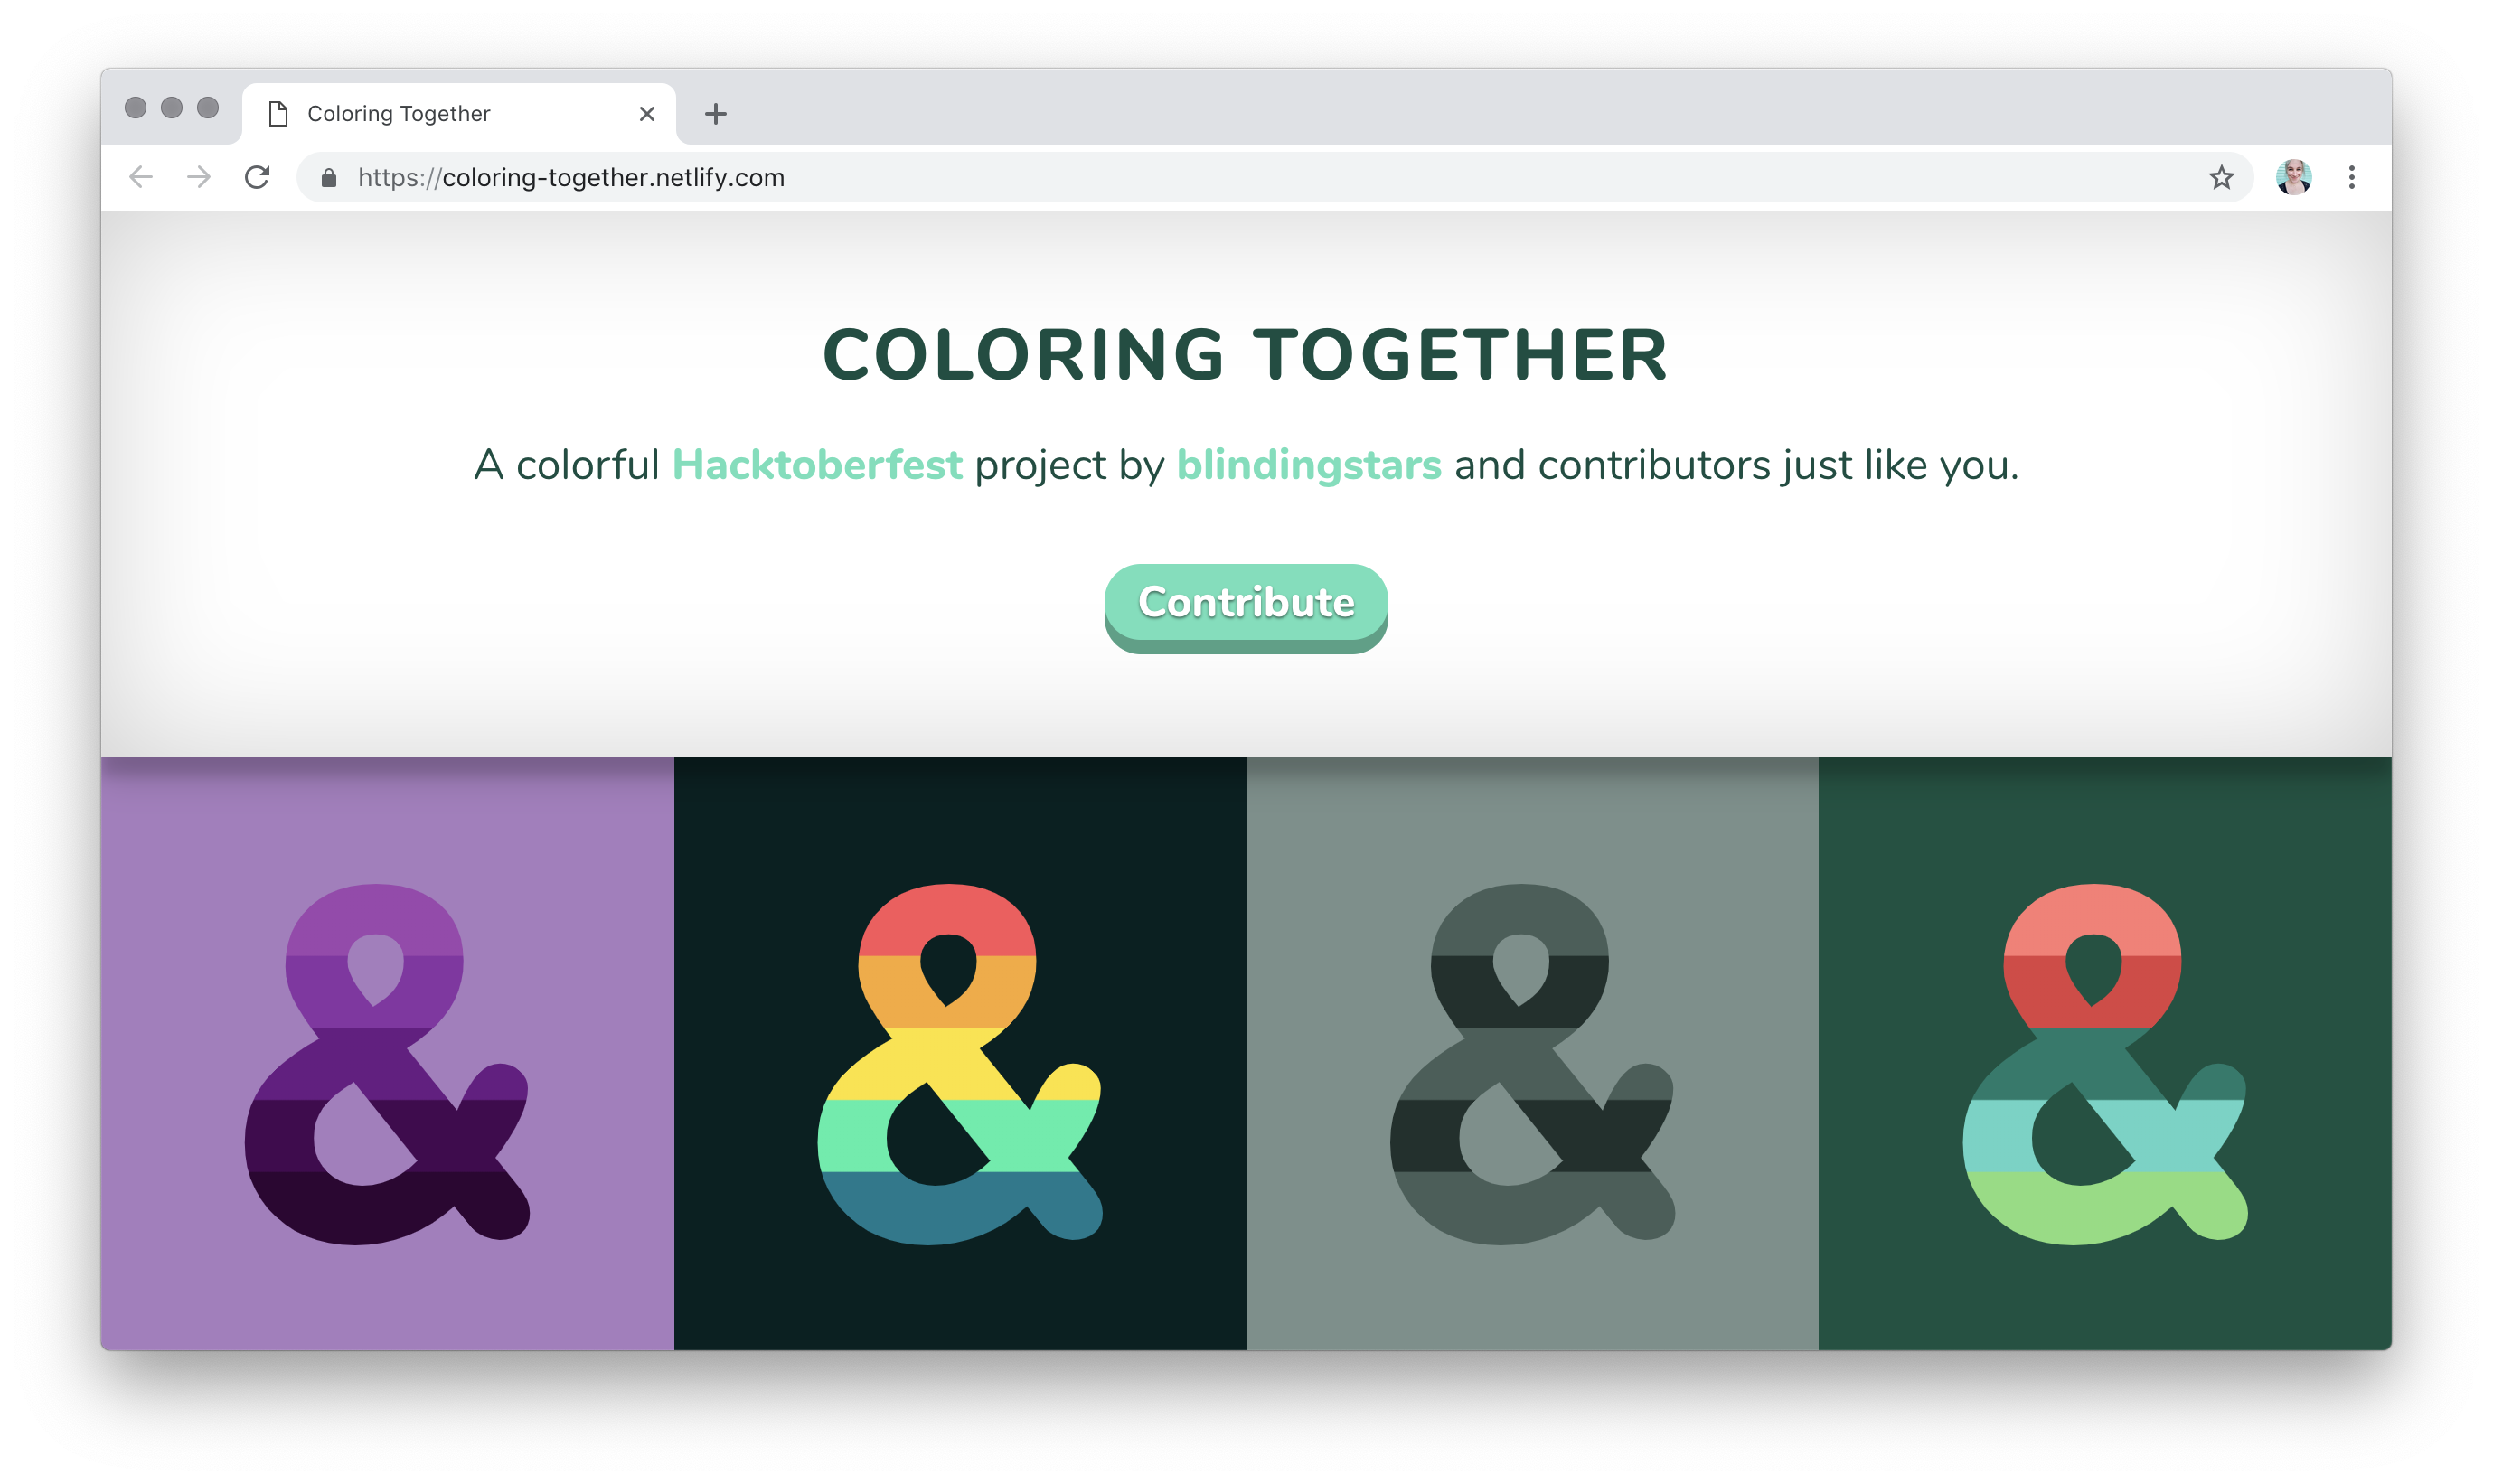 Coloring Together
https://coloring-together.netlify.com
COLORING TOGETHER
A colorful Hacktoberfest project by blindingstars and contributors just like you.
Contribute
& & & &